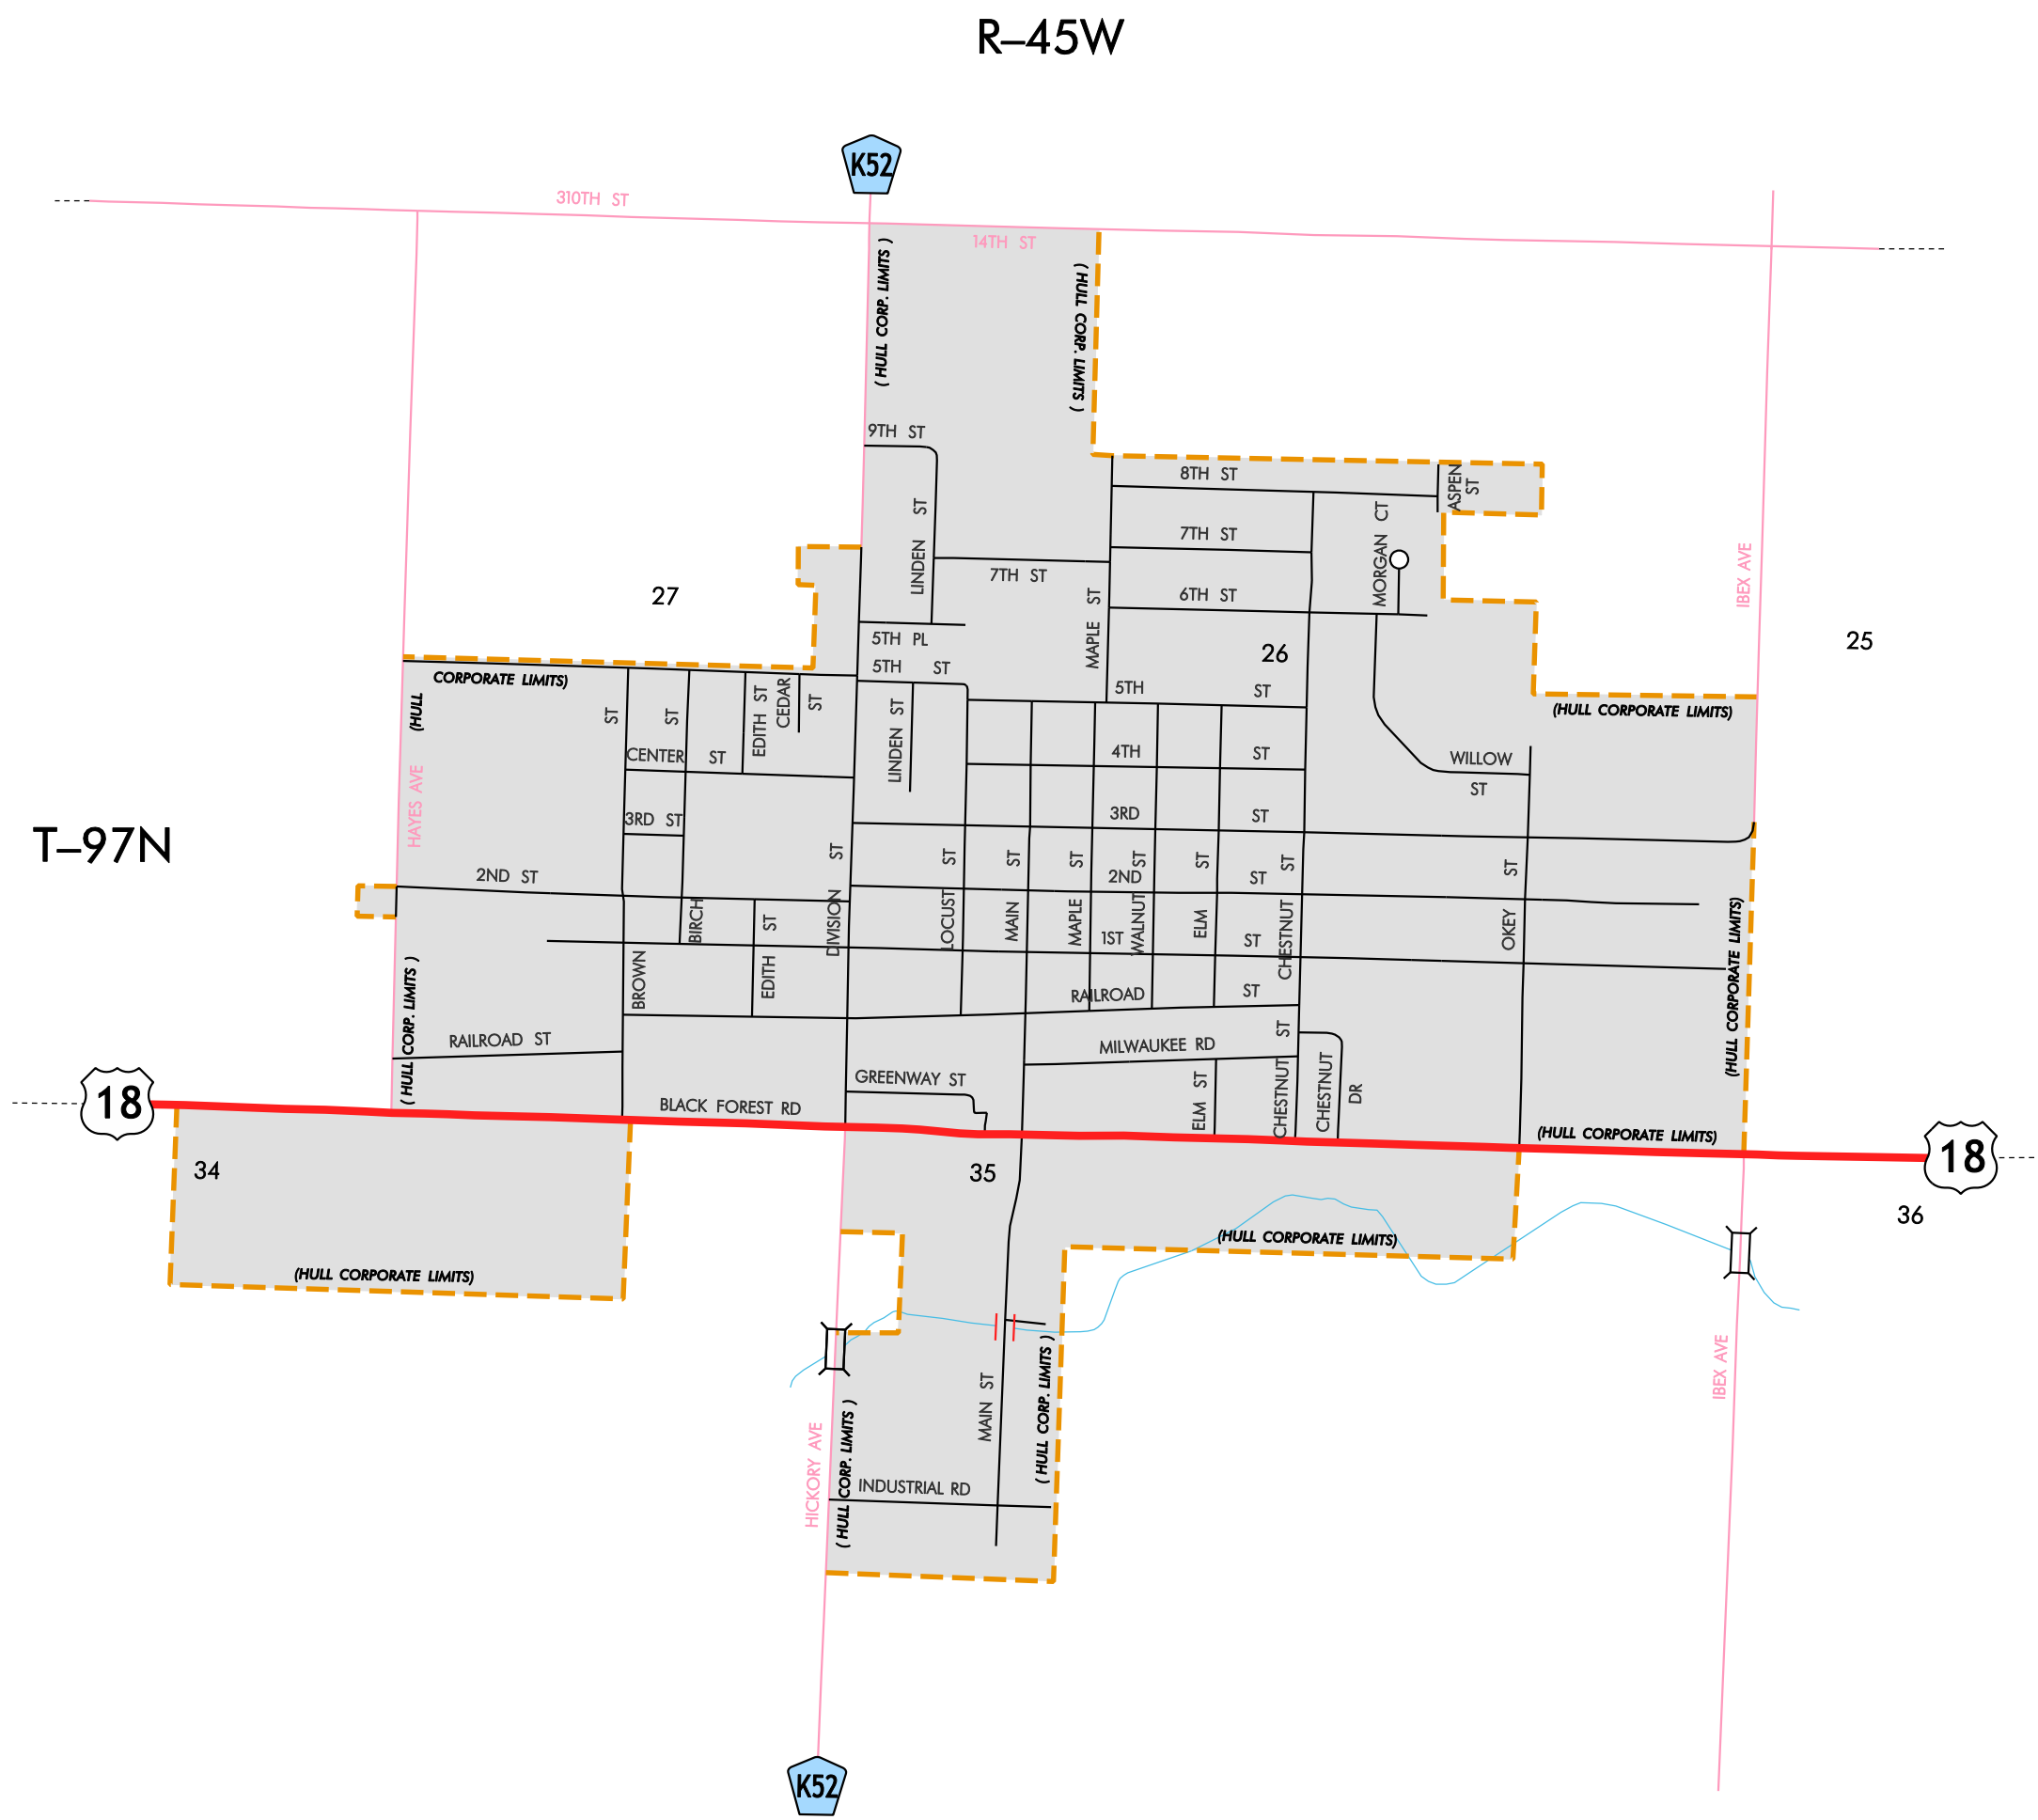 R–45W
K52
310TH ST
14TH ST
( HULL CORP. LIMITS )
( HULL CORP. LIMITS )
9TH ST
8TH ST
ASPEN
ST
LINDEN ST
7TH ST
MORGAN CT
7TH ST
IBEX AVE
27
6TH ST
MAPLE ST
25
5TH PL
26
5TH ST
CORPORATE LIMITS)
(HULL
5TH ST
EDITH ST
CEDAR
ST
LINDEN ST
(HULL CORPORATE LIMITS)
ST
ST
CENTER ST
4TH ST
WILLOW
ST
HAYES AVE
T–97N
3RD ST
3RD ST
2ND ST
2ND ST
BROWN
BIRCH
EDITH
ST
DIVISION
ST
LOCUST
ST
MAIN
ST
MAPLE
ST
WALNUT
ST
ELM
ST
CHESTNUT
ST
OKEY
ST
1ST ST
(HULL CORPORATE LIMITS)
( HULL CORP. LIMITS )
RAILROAD ST
RAILROAD ST
MILWAUKEE RD
GREENWAY ST
BLACK FOREST RD
ELM ST
CHESTNUT
ST
CHESTNUT
DR
18
(HULL CORPORATE LIMITS)
18
34
35
36
(HULL CORPORATE LIMITS)
(HULL CORPORATE LIMITS)
MAIN ST
( HULL CORP. LIMITS )
IBEX AVE
HICKORY AVE
( HULL CORP. LIMITS )
INDUSTRIAL RD
K52